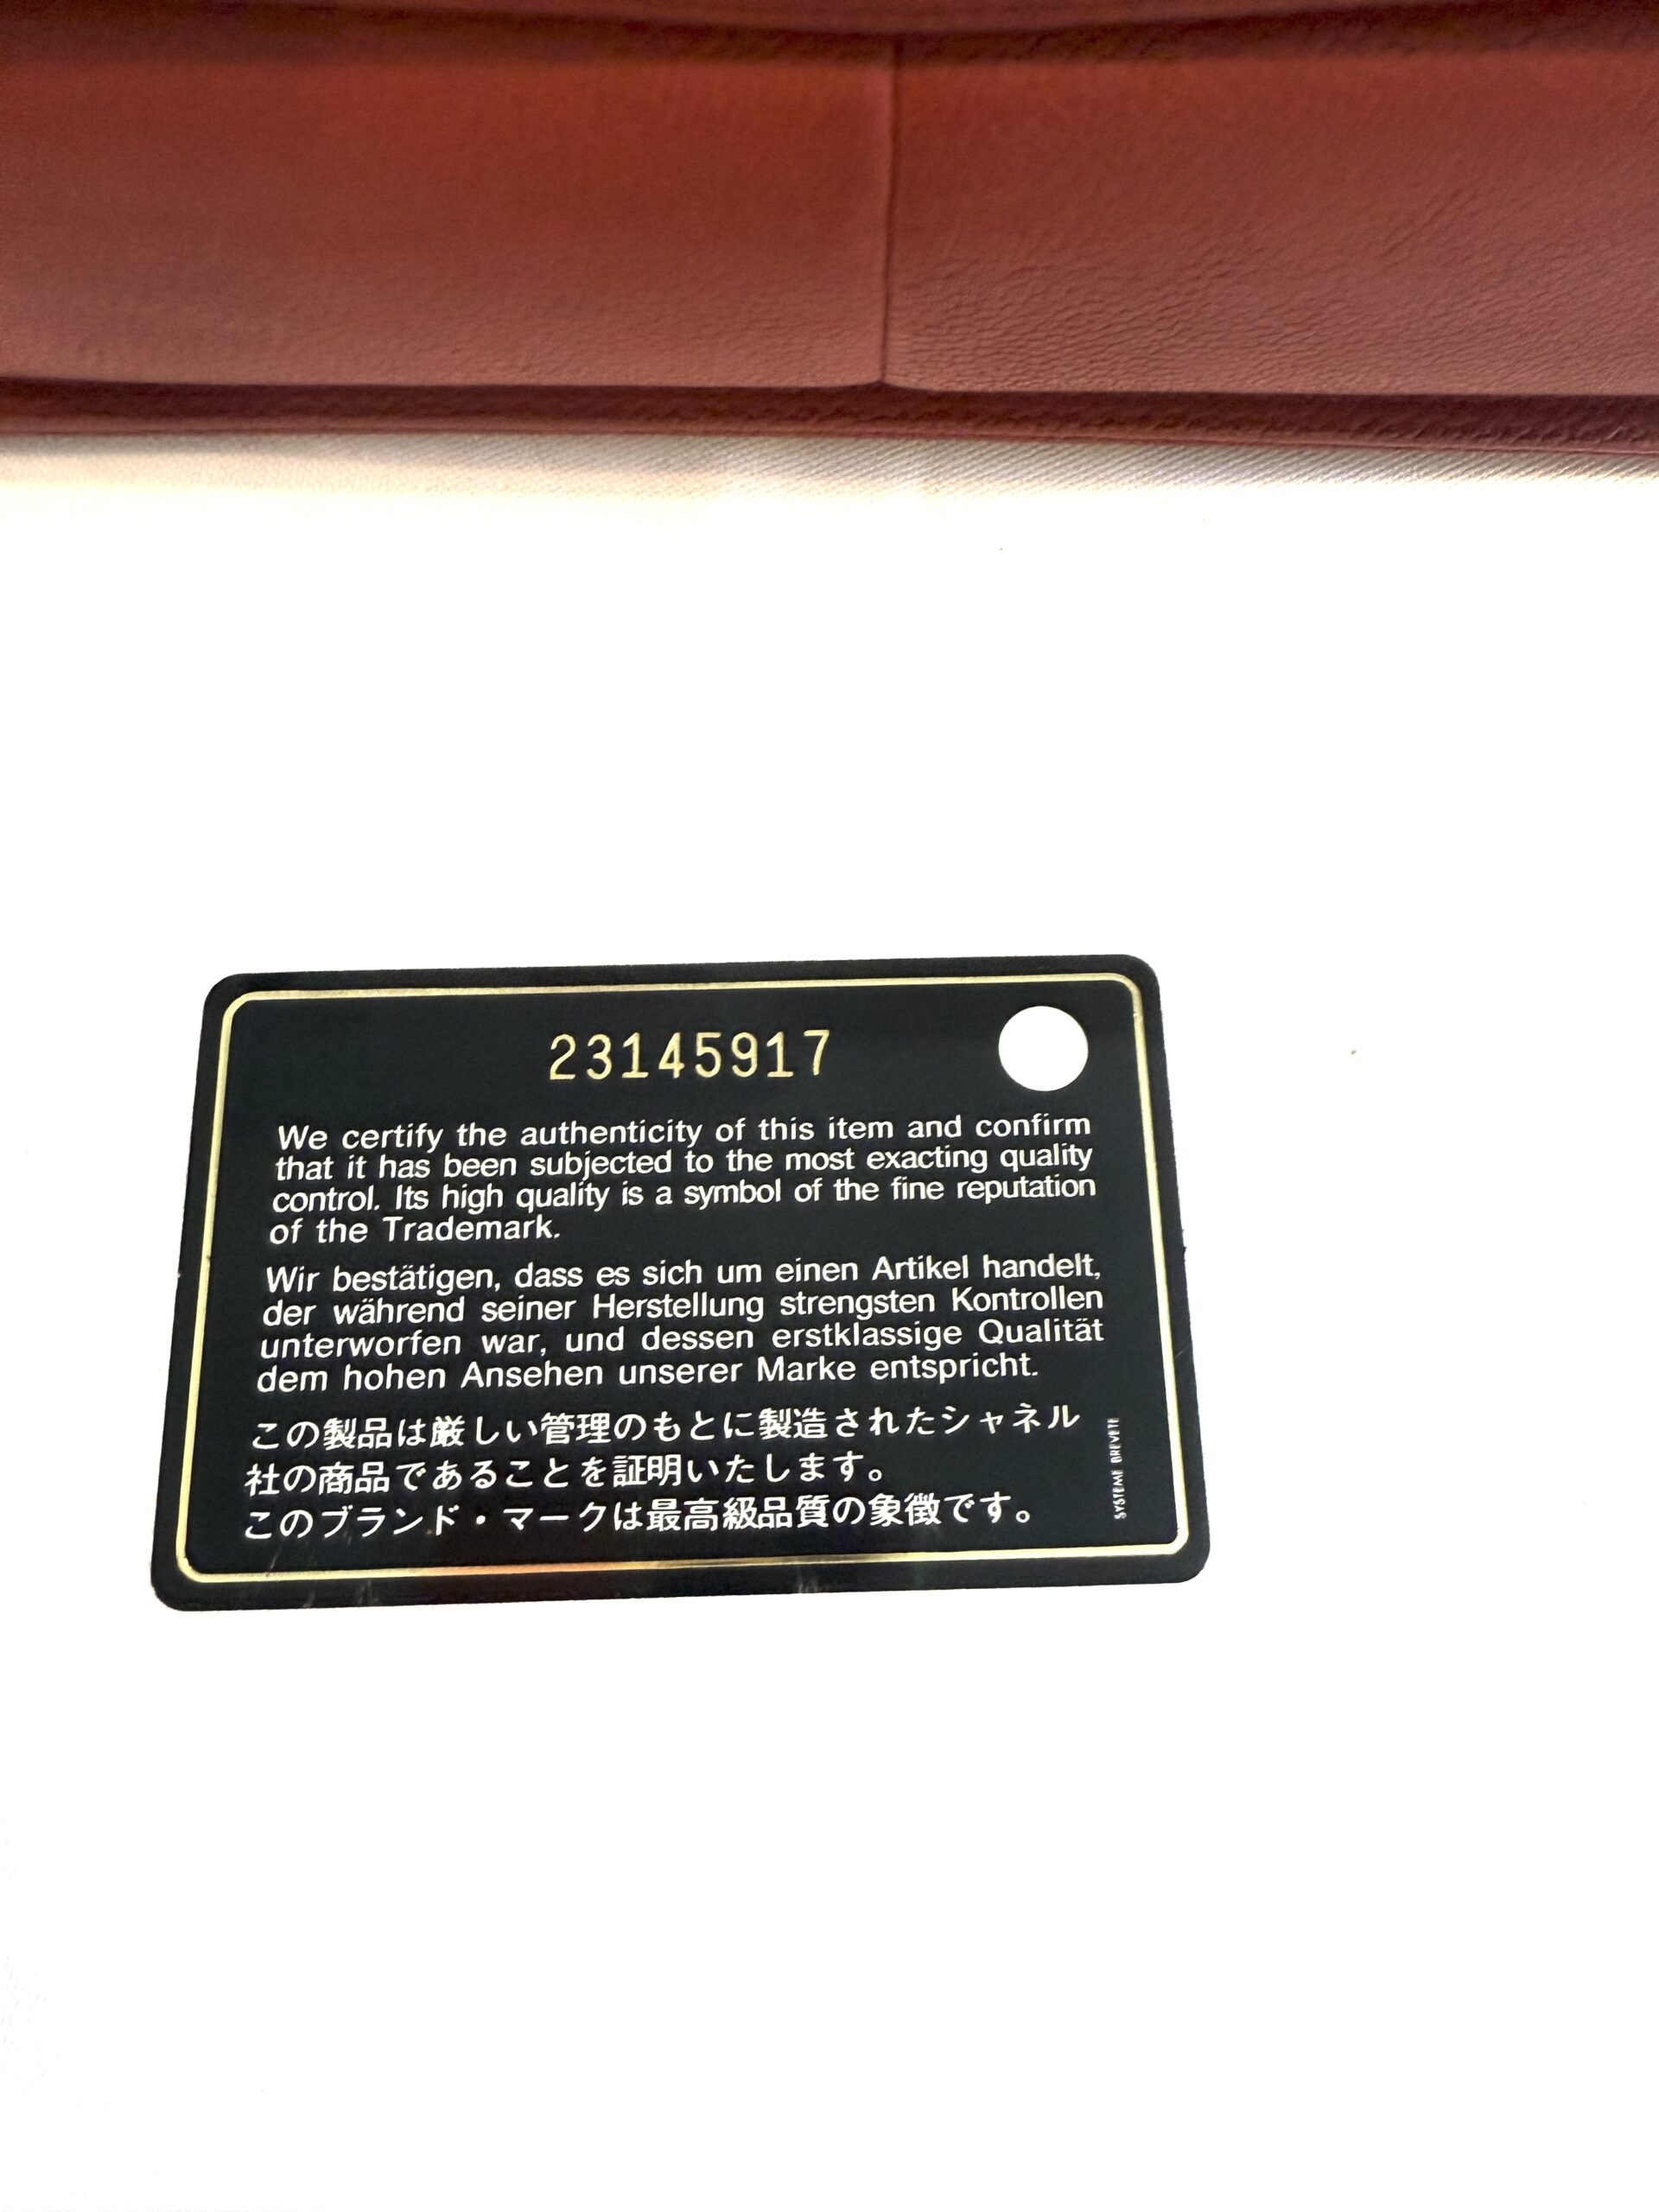 23145917
We certify the authenticity of this item and confirm
that it has been subjected to the most exacting quality
control. Its high quality is a symbol of the fine reputation
of the Trademark.
Wir bestätigen, dass es sich um einen Artikel handelt,
der während seiner Herstellung strengsten Kontrollen
unterworfen war, und dessen erstklassige Qualität
dem hohen Ansehen unserer Marke entspricht.
この製品は厳しい管理のもとに製造されたシャネル
社の商品であることを証明いたします。
このブランド・マークは最高級品質の象徴です。
SYSTEME BREVETE